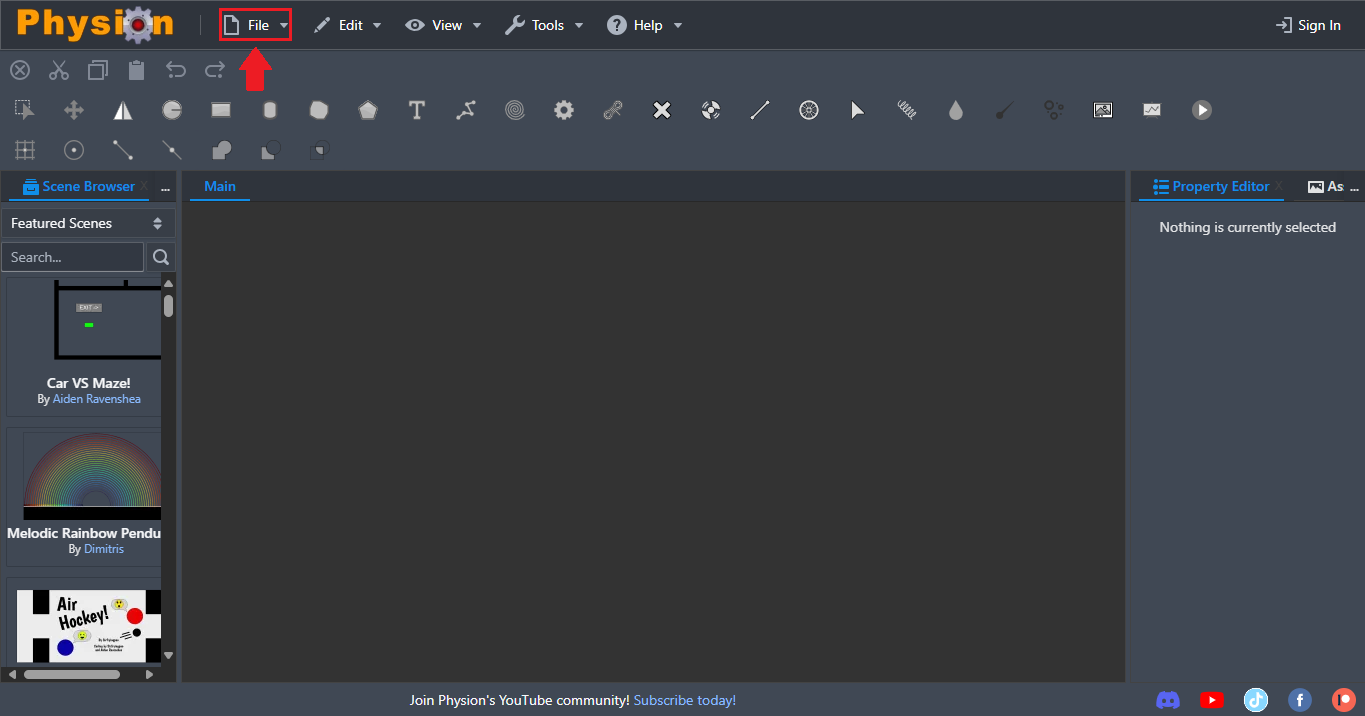 Physion
File
Edit
View
Tools
Help
Sign In
Scene Browser
...
Main
Property Editor
As ...
Featured Scenes
Search...
Nothing is currently selected
EXIT ->
Car VS Maze!
By Aiden Ravenshea
Melodic Rainbow Pendu
By Dimitris
Air
Hockey!
Join Physion's YouTube community! Subscribe today!